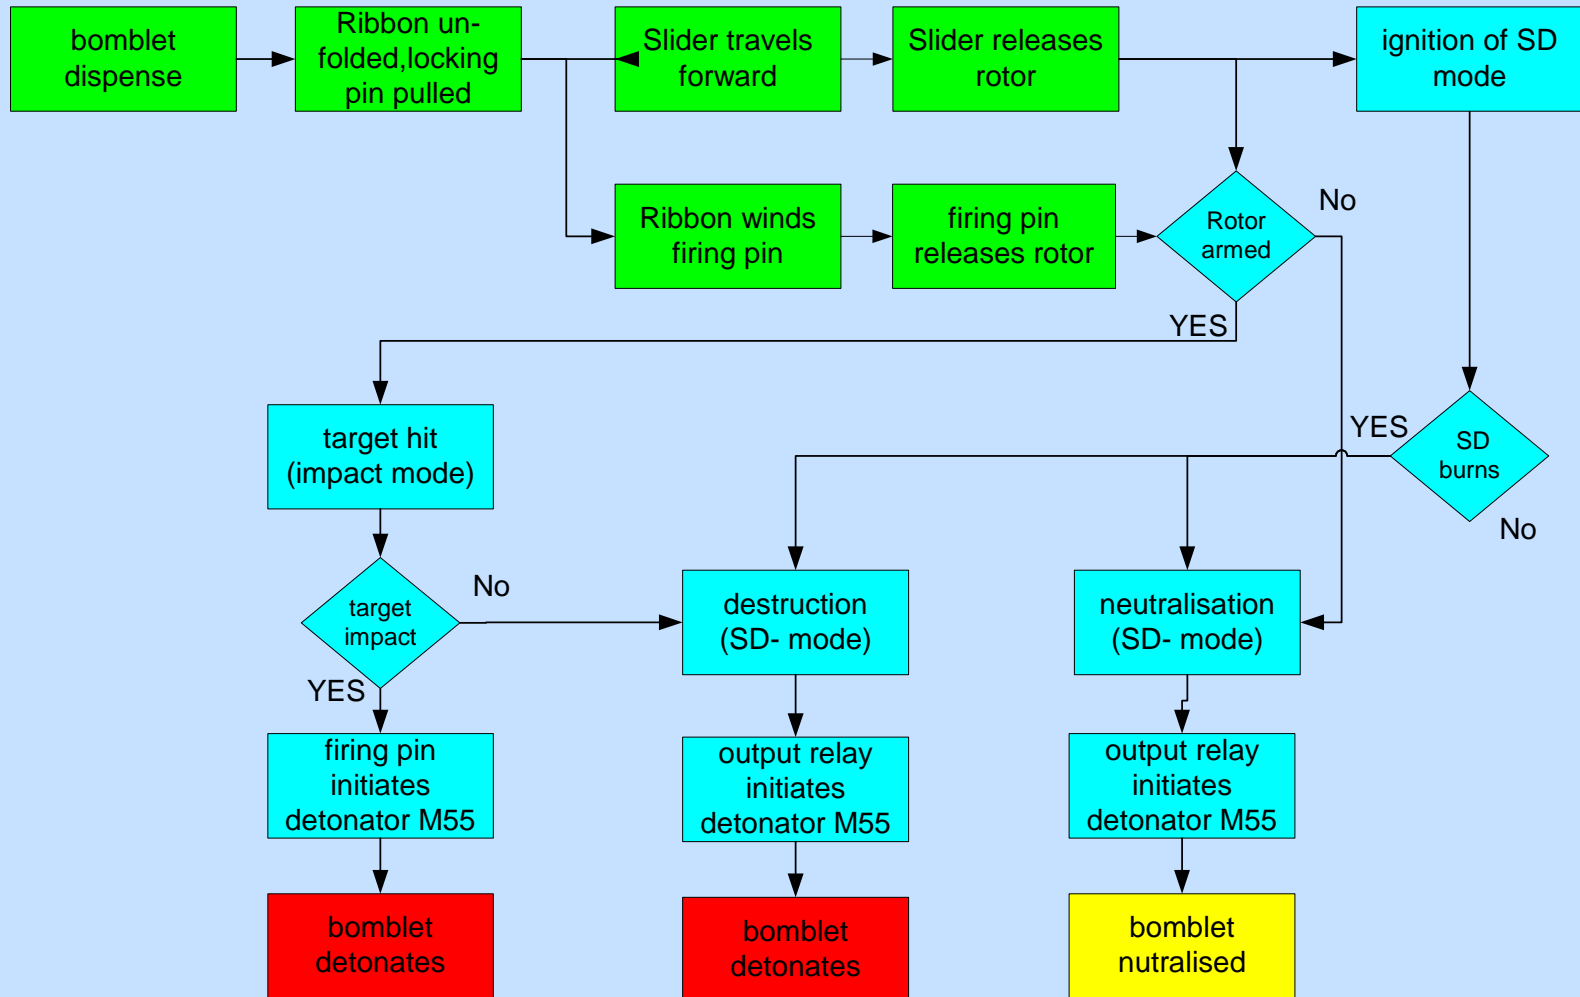 bomblet
dispense
Ribbon un-
folded,locking
pin pulled
Slider travels
forward
Slider releases
rotor
ignition of SD
mode
Ribbon winds
firing pin
firing pin
releases rotor
Rotor
armed
No
YES
target hit
(impact mode)
YES
SD
burns
No
target
impact
No
YES
destruction
(SD- mode)
neutralisation
(SD- mode)
firing pin
initiates
detonator M55
output relay
initiates
detonator M55
output relay
initiates
detonator M55
bomblet
detonates
bomblet
detonates
bomblet
nutralised